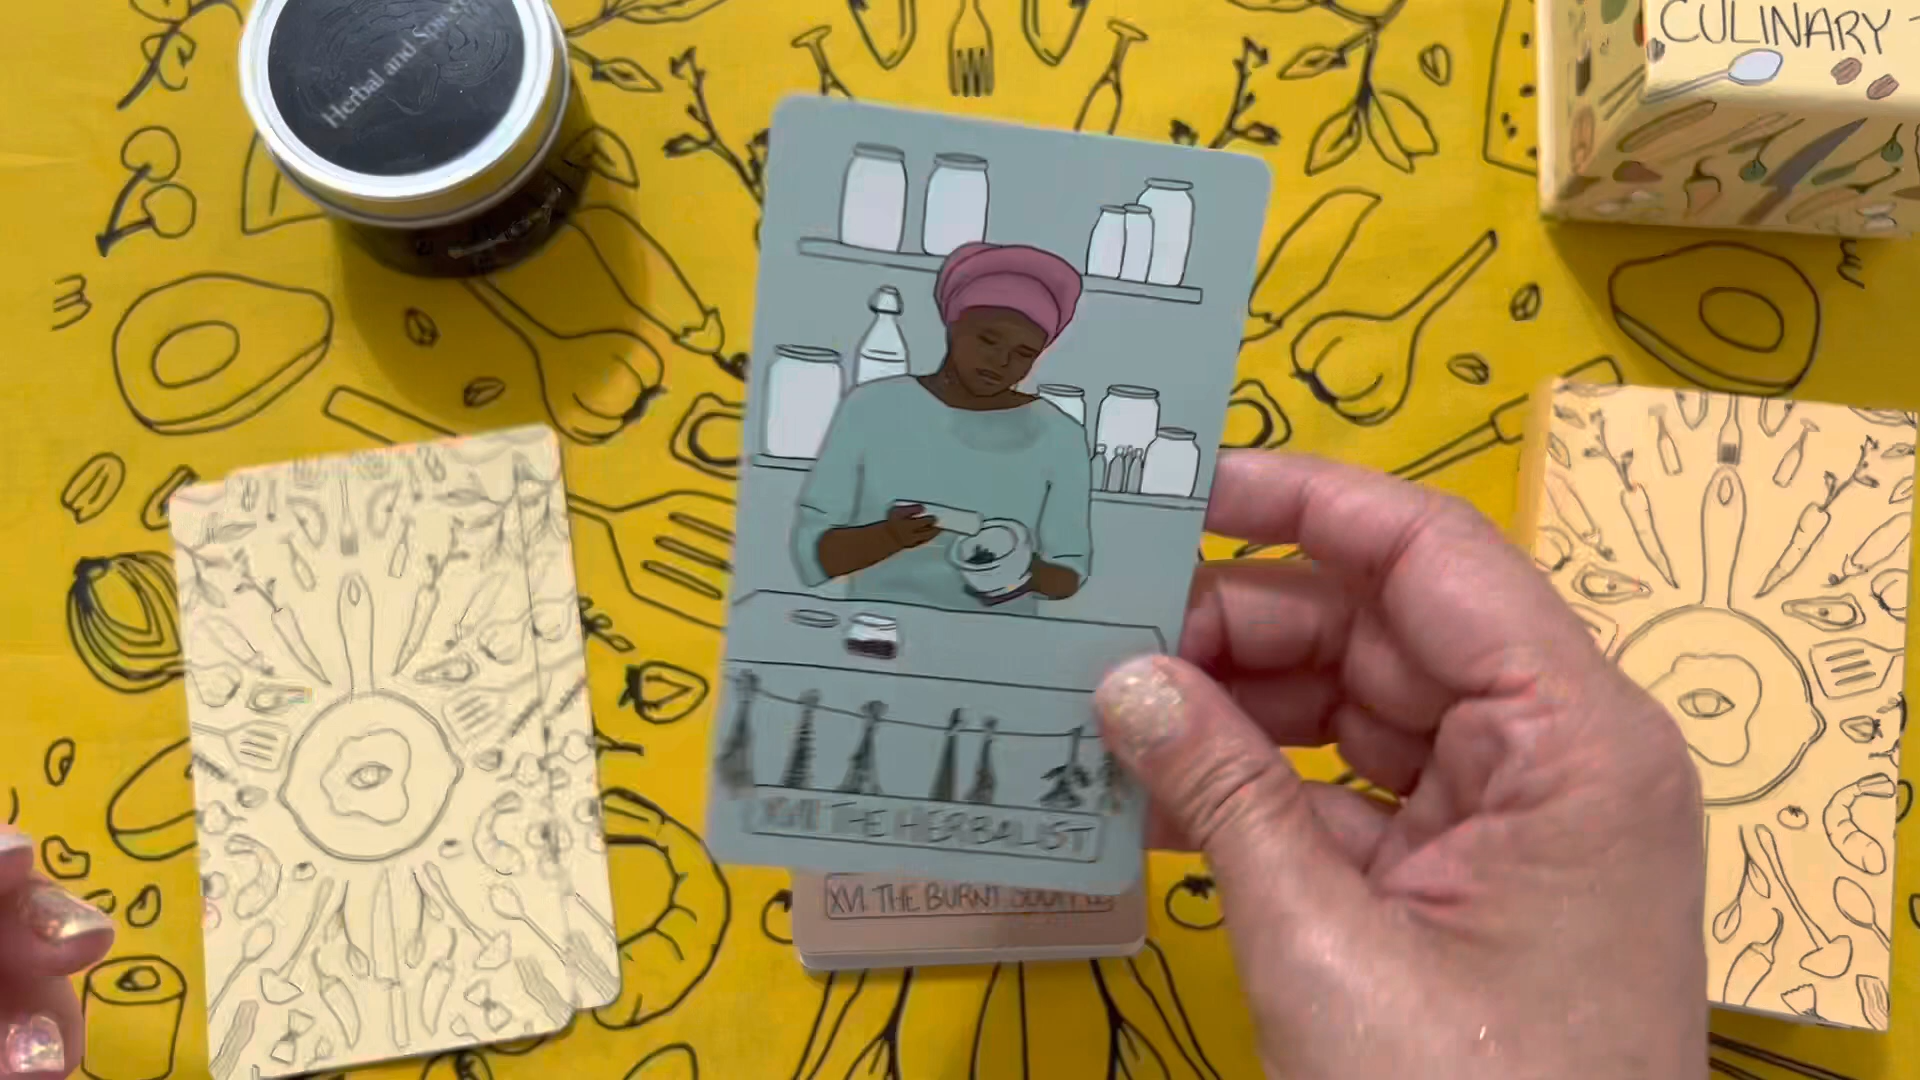 Herbal and Spice
CULINARY
XVII THE HERBALIST
XVI. THE BURNT